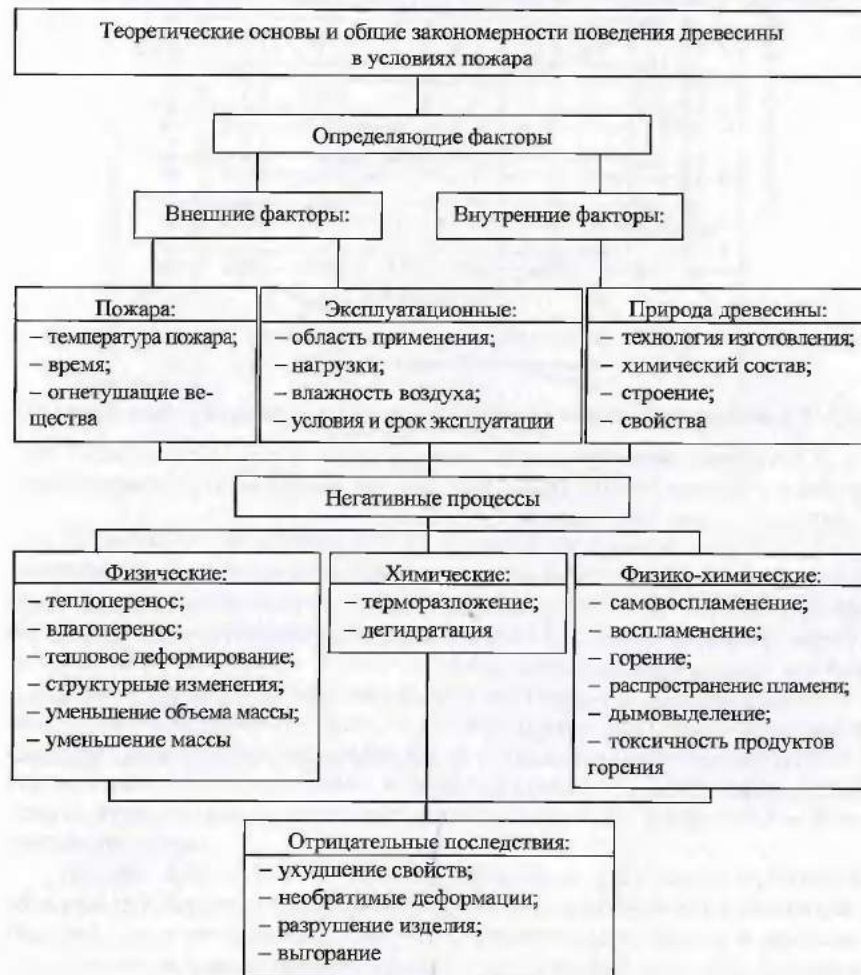 Теоретические основы и общие закономерности поведения древесины
в условиях пожара
Определяющие факторы
Внешние факторы:
Внутренние факторы:
Пожара:
– температура пожара;
– время;
– огнетушащие ве-
щества
Эксплуатационные:
– область применения;
– нагрузки;
– влажность воздуха;
– условия и срок эксплуатации
Природа древесины:
– технология изготовления;
– химический состав;
– строение;
– свойства
Негативные процессы
Физические:
– теплоперенос;
– влагоперенос;
– тепловое деформирование;
– структурные изменения;
– уменьшение объема массы;
– уменьшение массы
Химические:
– терморазложение;
– дегидратация
Физико-химические:
– самовоспламенение;
– воспламенение;
– горение;
– распространение пламени;
– дымовыделение;
– токсичность продуктов
горения
Отрицательные последствия:
– ухудшение свойств;
– необратимые деформации;
– разрушение изделия;
– выгорание